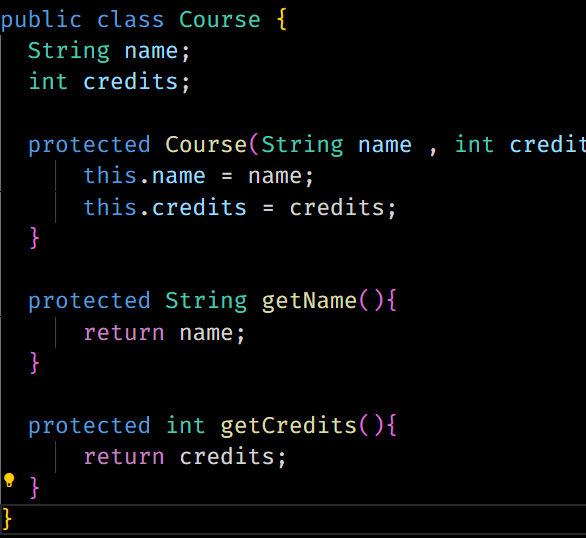 public class Course {
String name;
int credits;
protected Course(String name , int credit
this.name = name;
this.credits = credits;
}
protected String getName(){
return name;
}
protected int getCredits(){
return credits;
}
}